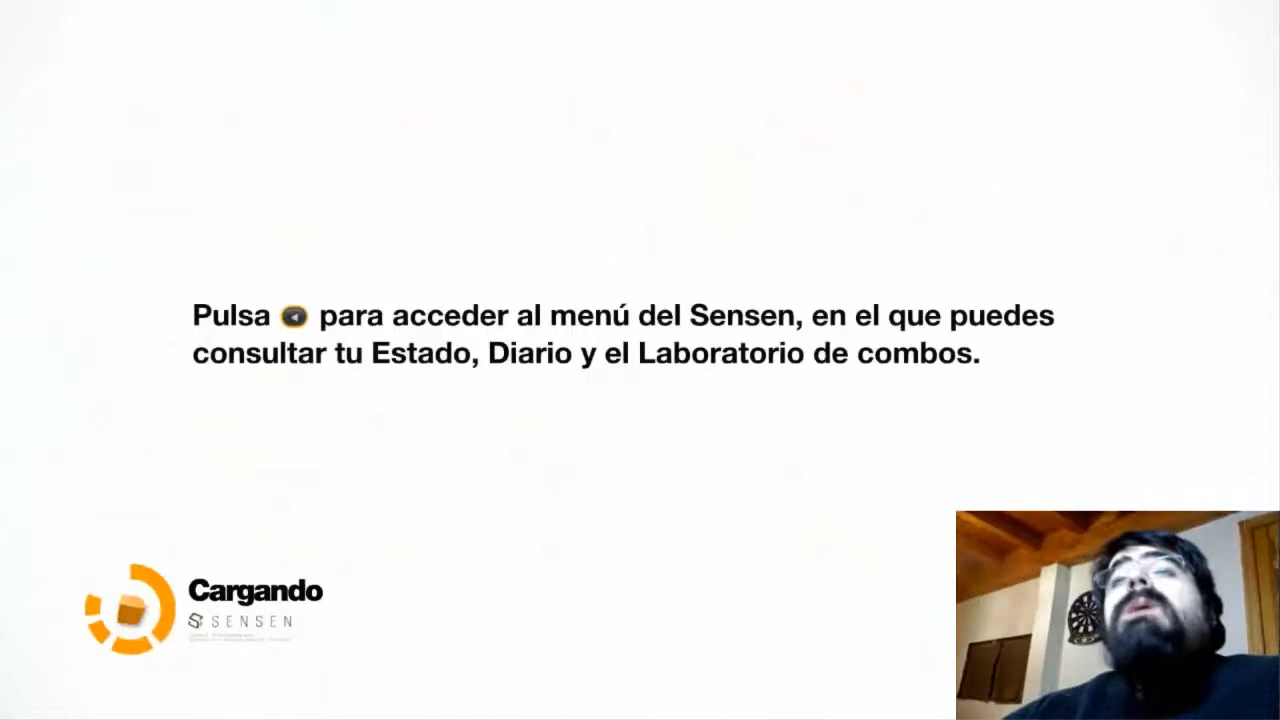 Pulsa para acceder al menú del Sensen, en el que puedes
consultar tu Estado, Diario y el Laboratorio de combos.
Cargando
SENSEN